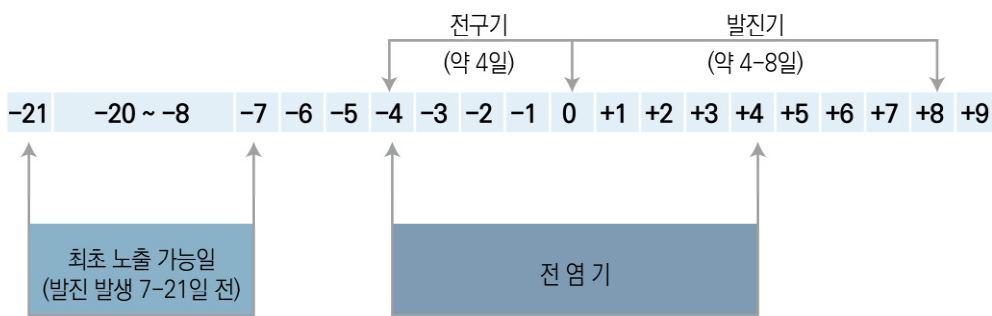 전구기
(약 4일)
발진기
(약 4-8일)
-21 -20 ~ -8 -7 -6 -5 -4 -3 -2 -1 0 +1 +2 +3 +4 +5 +6 +7 +8 +9
최초 노출 가능일
(발진 발생 7-21일 전)
전 염 기